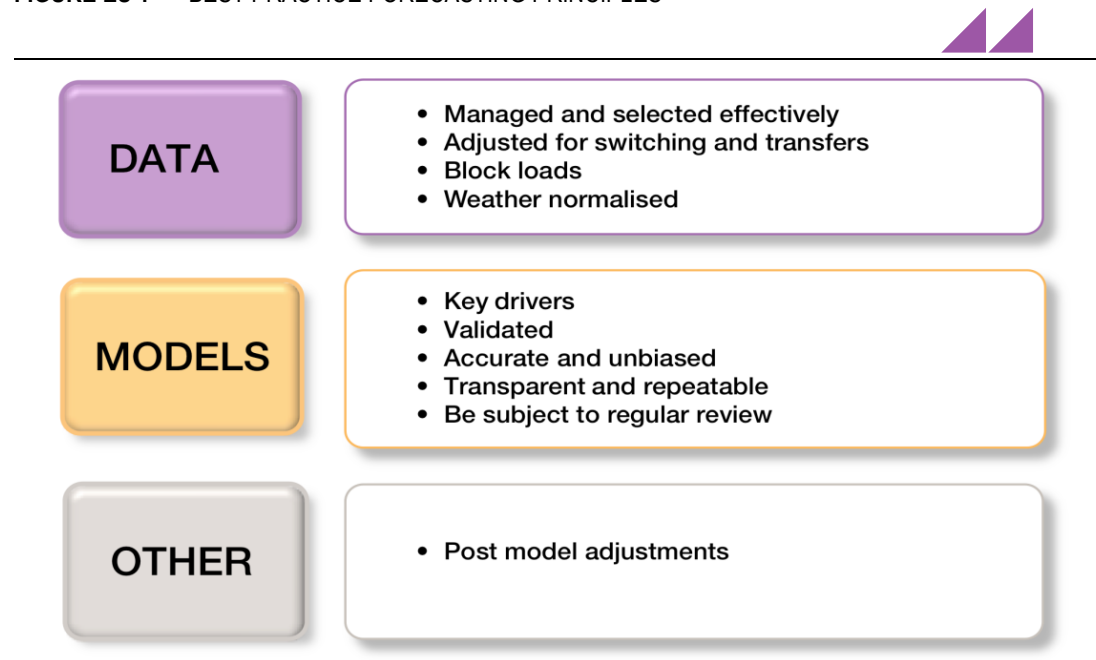 DATA
• Managed and selected effectively
• Adjusted for switching and transfers
• Block loads
• Weather normalised
MODELS
• Key drivers
• Validated
• Accurate and unbiased
• Transparent and repeatable
• Be subject to regular review
OTHER
• Post model adjustments